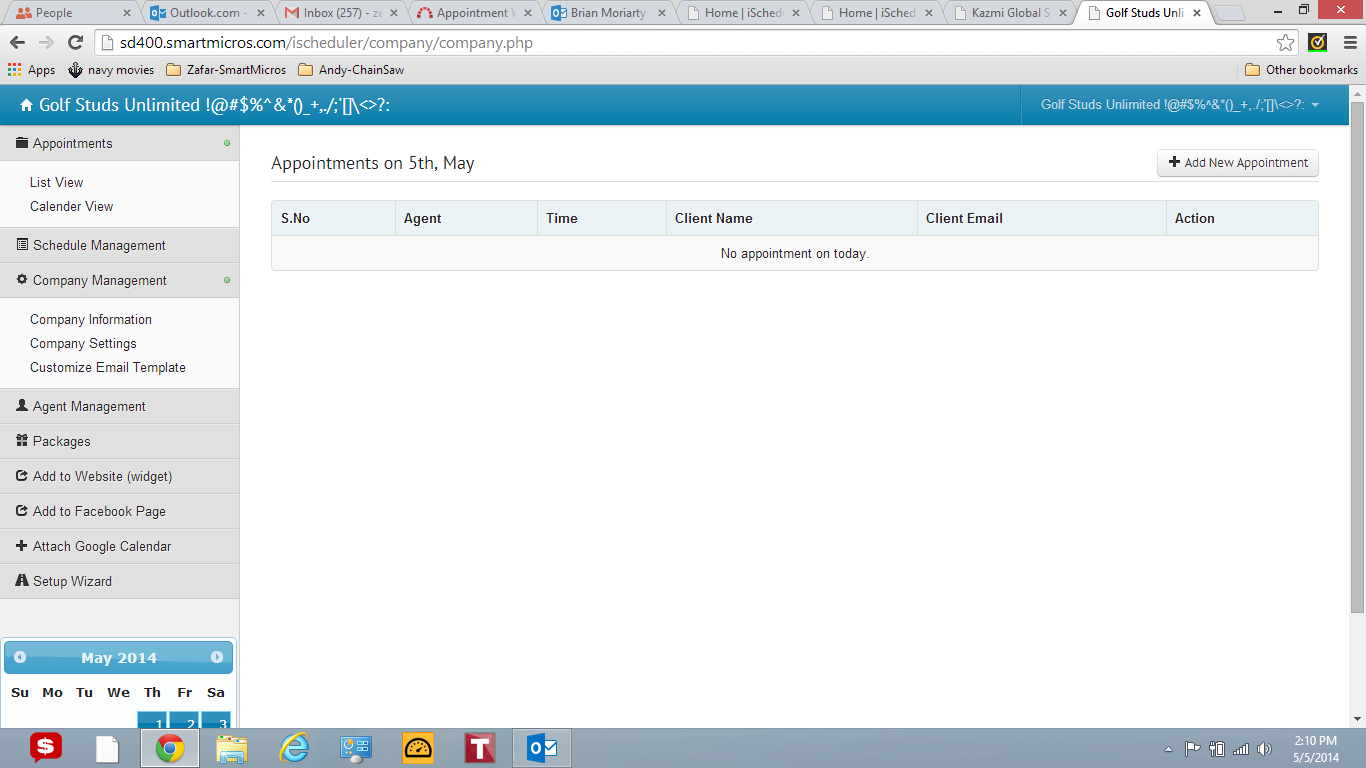 People
Outlook.com -
Inbox (257) - ze
Appointment W
Brian Moriarty
Home | iSchedu
Home | iSched
Kazmi Global S
Golf Studs Unli
sd400.smartmicros.com/ischeduler/company/company.php
Apps navy movies Zafar-SmartMicros Andy-ChainSaw Other bookmarks
Golf Studs Unlimited !@#$%^&*()_+,./;'[]\<>?: Golf Studs Unlimited !@#$%^&*()_+,./;'[]\<>?:
Appointments
List View
Calender View
Schedule Management
Company Management
Company Information
Company Settings
Customize Email Template
Agent Management
Packages
Add to Website (widget)
Add to Facebook Page
Attach Google Calendar
Setup Wizard
May 2014
Su Mo Tu We Th Fr Sa
1 2 3
Appointments on 5th, May
Add New Appointment
S.No Agent Time Client Name Client Email Action
No appointment on today.
2:10 PM
5/5/2014